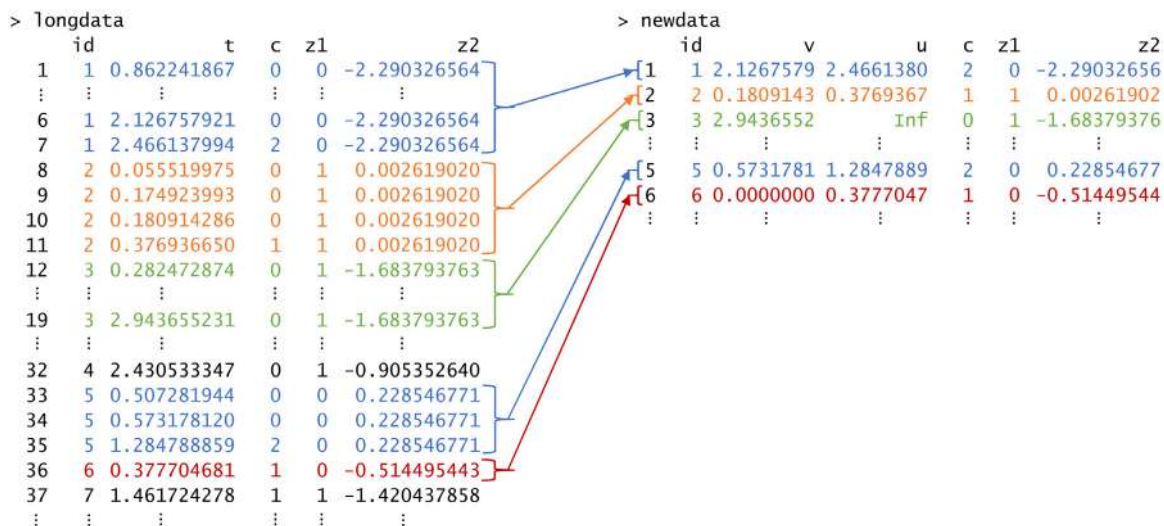 > longdata
id t c z1 z2
1 1 0.862241867 0 0 -2.290326564
⋮ ⋮ ⋮ ⋮ ⋮ ⋮
6 1 2.126757921 0 0 -2.290326564
7 1 2.466137994 2 0 -2.290326564
8 2 0.055519975 0 1 0.002619020
9 2 0.174923993 0 1 0.002619020
10 2 0.180914286 0 1 0.002619020
11 2 0.376936650 1 1 0.002619020
12 3 0.282472874 0 1 -1.683793763
⋮ ⋮ ⋮ ⋮ ⋮ ⋮
19 3 2.943655231 0 1 -1.683793763
⋮ ⋮ ⋮ ⋮ ⋮ ⋮
32 4 2.430533347 0 1 -0.905352640
33 5 0.507281944 0 0 0.228546771
34 5 0.573178120 0 0 0.228546771
35 5 1.284788859 2 0 0.228546771
36 6 0.377704681 1 0 -0.514495443
37 7 1.461724278 1 1 -1.420437858
⋮ ⋮ ⋮ ⋮ ⋮ ⋮
> newdata
id v u c z1 z2
1 1 2.1267579 2.4661380 2 0 -2.29032656
2 2 0.1809143 0.3769367 1 1 0.00261902
3 3 2.9436552 Inf 0 1 -1.68379376
⋮ ⋮ ⋮ ⋮ ⋮ ⋮ ⋮
5 5 0.5731781 1.2847889 2 0 0.22854677
6 6 0.0000000 0.3777047 1 0 -0.51449544
⋮ ⋮ ⋮ ⋮ ⋮ ⋮ ⋮